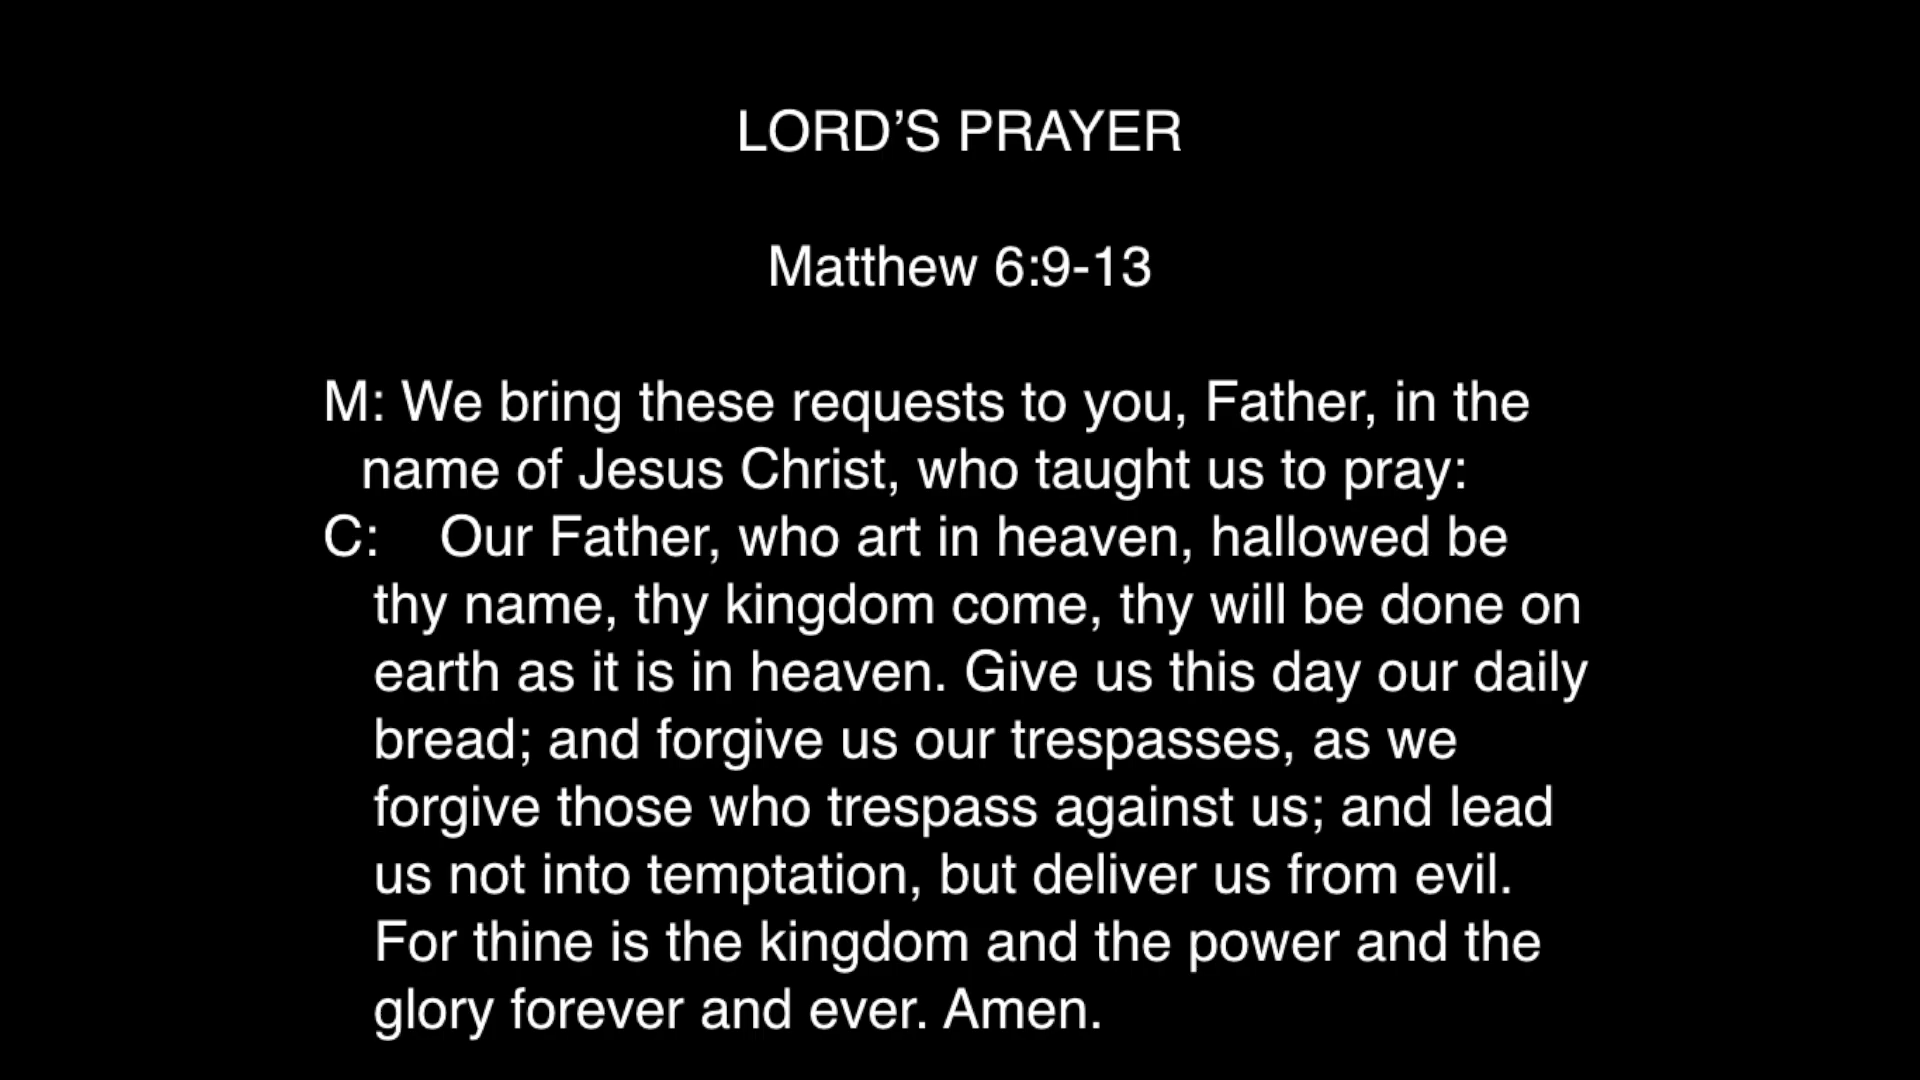 LORD’S PRAYER
Matthew 6:9-13
M: We bring these requests to you, Father, in the
name of Jesus Christ, who taught us to pray:
C: Our Father, who art in heaven, hallowed be
thy name, thy kingdom come, thy will be done on
earth as it is in heaven. Give us this day our daily
bread; and forgive us our trespasses, as we
forgive those who trespass against us; and lead
us not into temptation, but deliver us from evil.
For thine is the kingdom and the power and the
glory forever and ever. Amen.